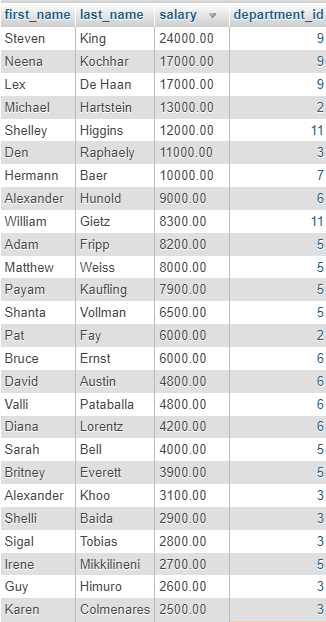 first_name last_name salary department_id
Steven King 24000.00 9
Neena Kochhar 17000.00 9
Lex De Haan 17000.00 9
Michael Hartstein 13000.00 2
Shelley Higgins 12000.00 11
Den Raphaely 11000.00 3
Hermann Baer 10000.00 7
Alexander Hunold 9000.00 6
William Gietz 8300.00 11
Adam Fripp 8200.00 5
Matthew Weiss 8000.00 5
Payam Kaufling 7900.00 5
Shanta Vollman 6500.00 5
Pat Fay 6000.00 2
Bruce Ernst 6000.00 6
David Austin 4800.00 6
Valli Pataballa 4800.00 6
Diana Lorentz 4200.00 6
Sarah Bell 4000.00 5
Britney Everett 3900.00 5
Alexander Khoo 3100.00 3
Shelli Baida 2900.00 3
Sigal Tobias 2800.00 3
Irene Mikkilineni 2700.00 5
Guy Himuro 2600.00 3
Karen Colmenares 2500.00 3